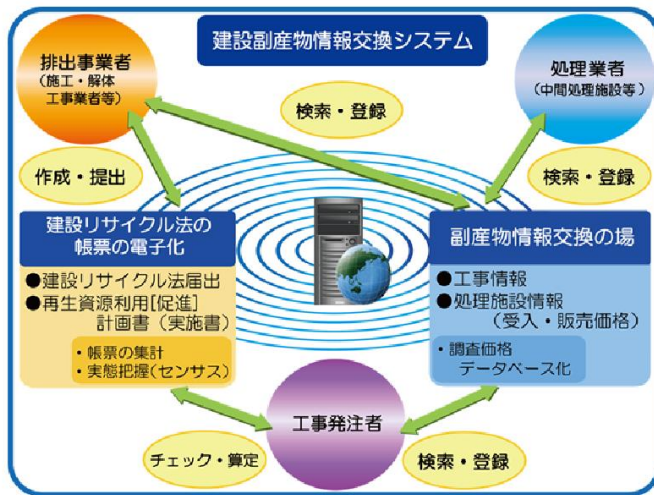 建設副産物情報交換システム
排出事業者
(施工・解体
工事業者等)
処理業者
(中間処理施設等)
検索・登録
作成・提出
検索・登録
建設リサイクル法の
帳票の電子化
●建設リサイクル法届出
●再生資源利用[促進]
計画書(実施書)
・帳票の集計
・実態把握(センサス)
副産物情報交換の場
●工事情報
●処理施設情報
(受入・販売価格)
・調査価格
データベース化
工事発注者
チェック・算定
検索・登録